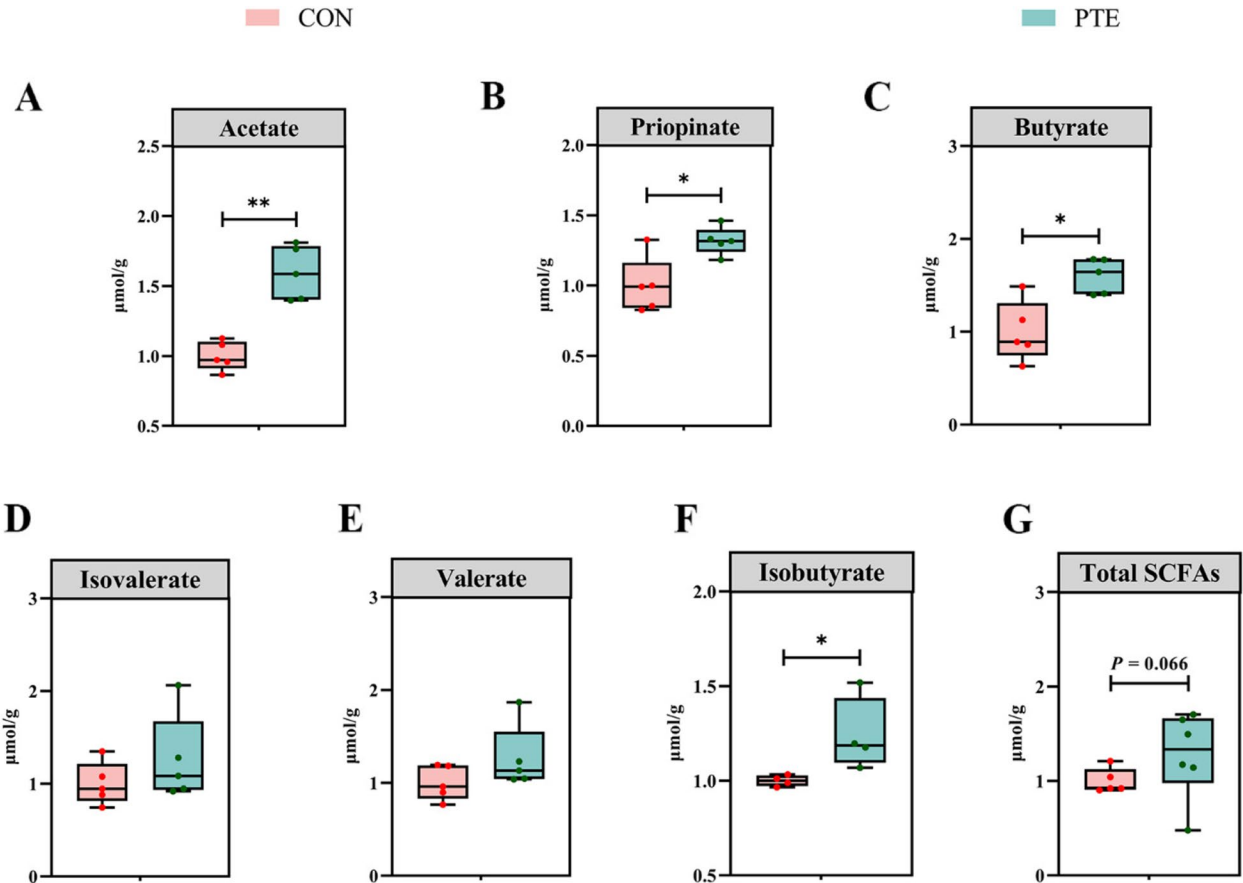 CON PTE
A B C
Acetate Priopinate Butyrate
2.5
2.0
1.5
1.0
0.5
μmol/g
**
2.0
1.5
1.0
0.5
0.0
μmol/g
*
3
2
1
0
μmol/g
*
D E F G
Isovalerate Valerate Isobutyrate Total SCFAs
3
2
1
0
μmol/g
3
2
1
0
μmol/g
2.0
1.5
1.0
0.5
μmol/g
*
3
2
1
0
μmol/g
P = 0.066